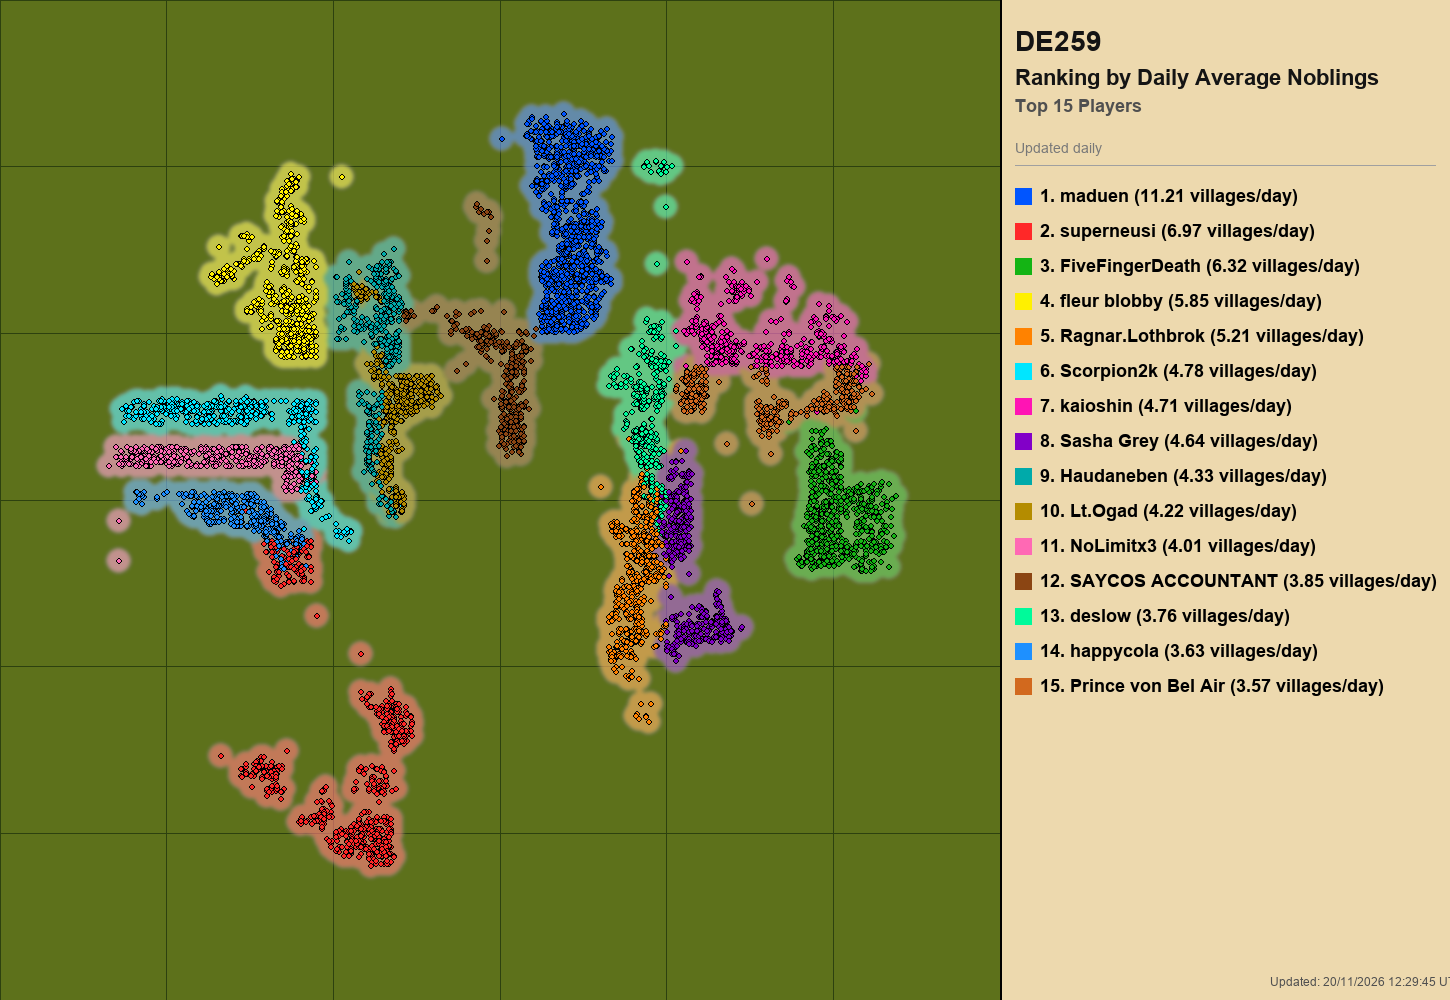 DE259
Ranking by Daily Average Noblings
Top 15 Players
Updated daily
1. maduen (11.21 villages/day)
2. superneusi (6.97 villages/day)
3. FiveFingerDeath (6.32 villages/day)
4. fleur blobby (5.85 villages/day)
5. Ragnar.Lothbrok (5.21 villages/day)
6. Scorpion2k (4.78 villages/day)
7. kaioshin (4.71 villages/day)
8. Sasha Grey (4.64 villages/day)
9. Haudaneben (4.33 villages/day)
10. Lt.Ogad (4.22 villages/day)
11. NoLimitx3 (4.01 villages/day)
12. SAYCOS ACCOUNTANT (3.85 villages/day)
13. deslow (3.76 villages/day)
14. happycola (3.63 villages/day)
15. Prince von Bel Air (3.57 villages/day)
Updated: 20/11/2026 12:29:45